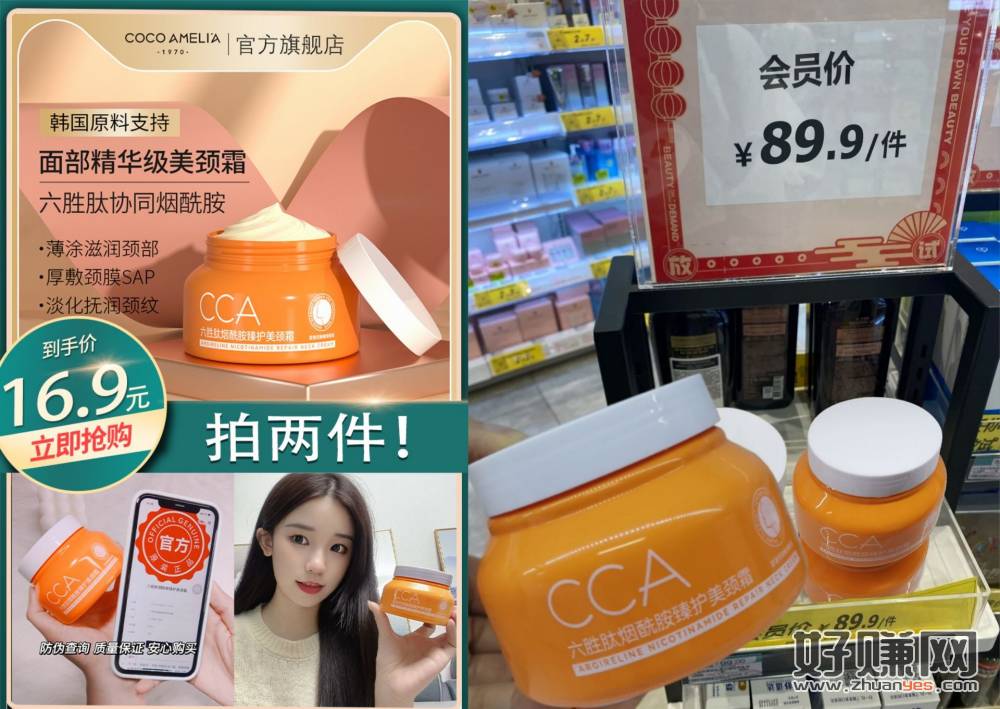 COCO AMELIA
·1970·
官方旗舰店
韩国原料支持
面部精华级美颈霜
六胜肽协同烟酰胺
·薄涂滋润颈部
·厚敷颈膜SAP
·淡化抚润颈纹
CCA
六胜肽烟酰胺臻护美颈霜
ARGIRELINE NICOTINAMIDE REPAIR NECK CREAM
到手价
16.9元
立即抢购
拍两件!
OFFICIAL GENUINE
官方
CCA
CCA
防伪查询 质量保证 安心购买
会员价
¥89.9/件
YOUR OWN BEAUTY
BEAUTY
DEMAND
放
试
CCA
六胜肽烟酰胺臻护美颈霜
ARGIRELINE NICOTINAMIDE REPAIR NECK CREAM
CCA
员价 ¥89.9
好赚网
www.zhuanyes.com